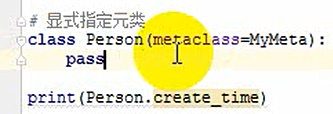 # 显式指定元类
class Person(metaclass=MyMeta):
    pass
print(Person.create_time)